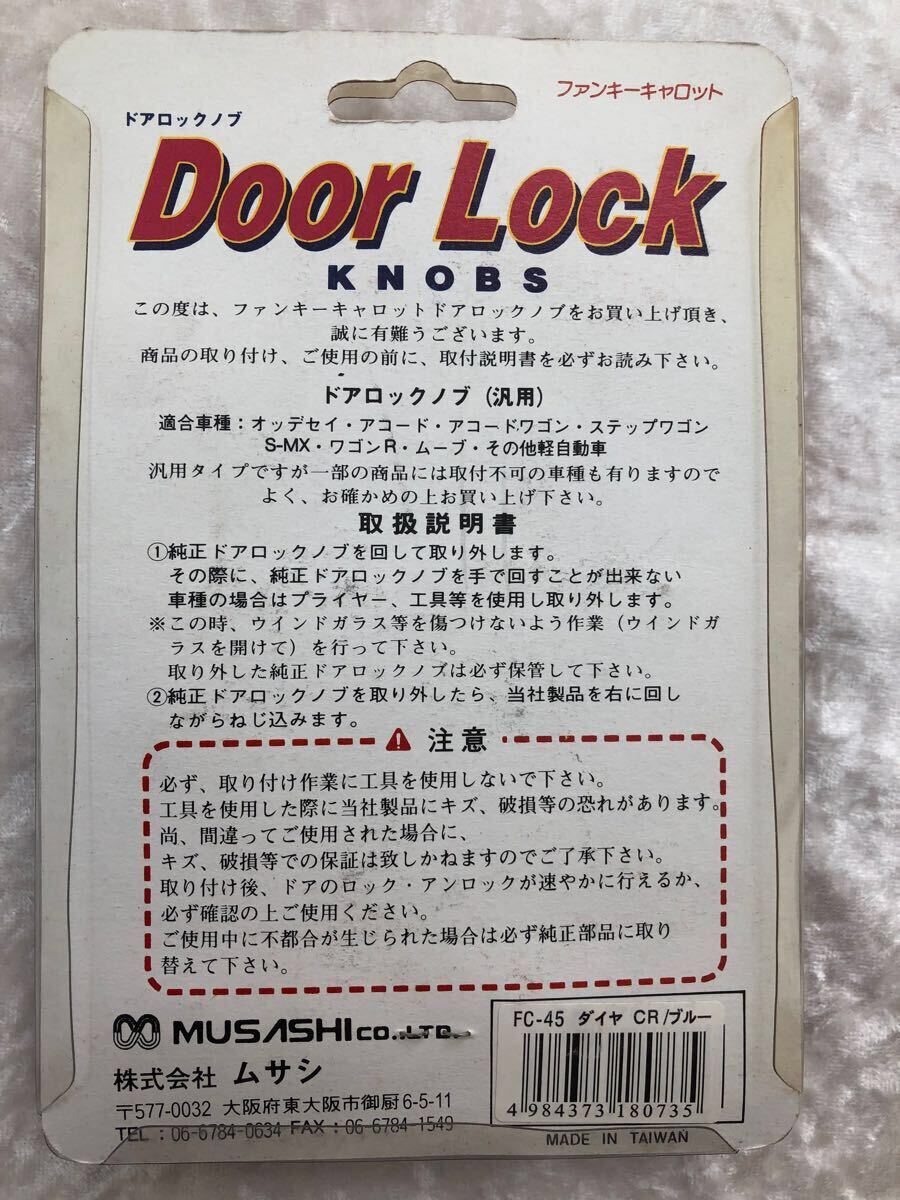 ファンキーキャロット
ドアロックノブ
Door Lock
KNOBS
この度は、ファンキーキャロットドアロックノブをお買い上げ頂き、
誠に有難うございます。
商品の取り付け、ご使用の前に、取付説明書を必ずお読み下さい。
ドアロックノブ (汎用)
適合車種：オッデセイ・アコード・アコードワゴン・ステップワゴン
S-MX・ワゴンR・ムーブ・その他軽自動車
汎用タイプですが一部の商品には取付不可の車種も有りますので
よく、お確かめの上お買い上げ下さい。
取扱説明書
①純正ドアロックノブを回して取り外します。
その際に、純正ドアロックノブを手で回すことが出来ない
車種の場合はプライヤー、工具等を使用し取り外します。
※この時、ウインドガラス等を傷つけないよう作業（ウインドガ
ラスを開けて）を行って下さい。
取り外した純正ドアロックノブは必ず保管して下さい。
②純正ドアロックノブを取り外したら、当社製品を右に回し
ながらねじ込みます。
注意
必ず、取り付け作業に工具を使用しないで下さい。
工具を使用した際に当社製品にキズ、破損等の恐れがあります。
尚、間違ってご使用された場合に、
キズ、破損等での保証は致しかねますのでご了承下さい。
取り付け後、ドアのロック・アンロックが速やかに行えるか、
必ず確認の上ご使用ください。
ご使用中に不都合が生じられた場合は必ず純正部品に取り
替えて下さい。
MUSASHI CO.,LTD.
株式会社 ムサシ
〒577-0032 大阪府東大阪市御厨6-5-11
TEL：06-6784-0634 FAX：06-6784-1549
FC-45 ダイヤ CR/ブルー
4 984373 180735
MADE IN TAIWAN